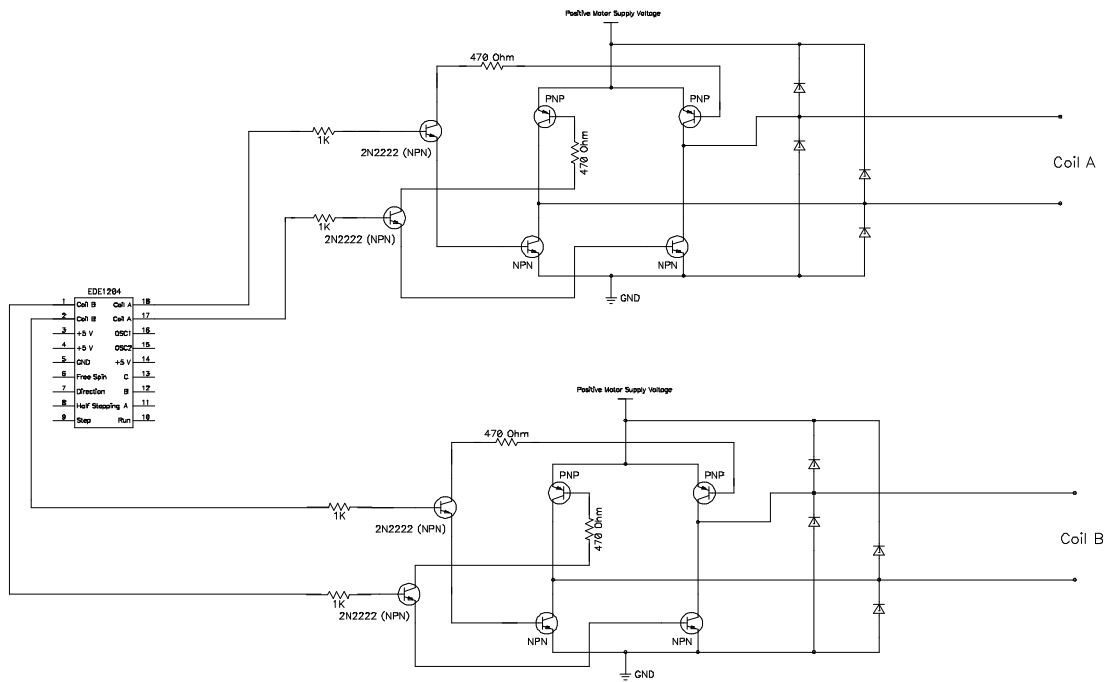 Positive Motor Supply Voltage
470 Ohm
PNP
PNP
1K
2N2222 (NPN)
470 Ohm
Coil A
1K
2N2222 (NPN)
NPN
NPN
GND
EDE1204
1 Coil B Coil A 18
2 Coil B Coil A 17
3 +5 V OSC1 16
4 +5 V OSC2 15
5 GND +5 V 14
6 Free Spin C 13
7 Direction B 12
8 Half Stepping A 11
9 Step Run 10
Positive Motor Supply Voltage
470 Ohm
PNP
PNP
1K
2N2222 (NPN)
470 Ohm
Coil B
1K
2N2222 (NPN)
NPN
NPN
GND